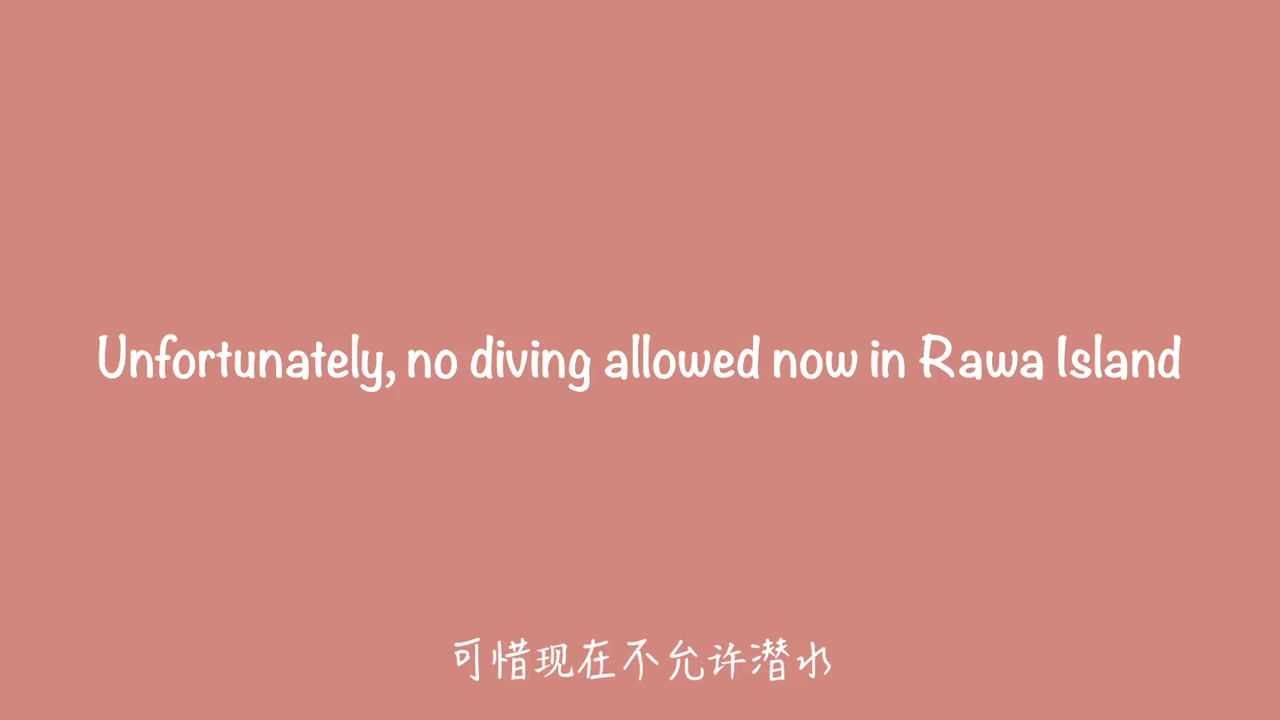 Unfortunately, no diving allowed now in Rawa Island
可惜现在不允许潜水